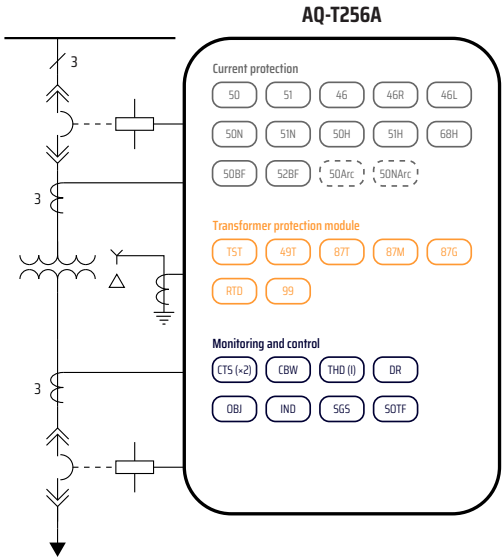 AQ-T256A
3
Current protection
50 51 46 46R 46L
50N 51N 50H 51H 68H
50BF 52BF 50Arc 50NArc
3
Transformer protection module
TST 49T 87T 87M 87G
RTD 99
Monitoring and control
CTS (×2) CBW THD (I) DR
3
OBJ IND SGS SOTF